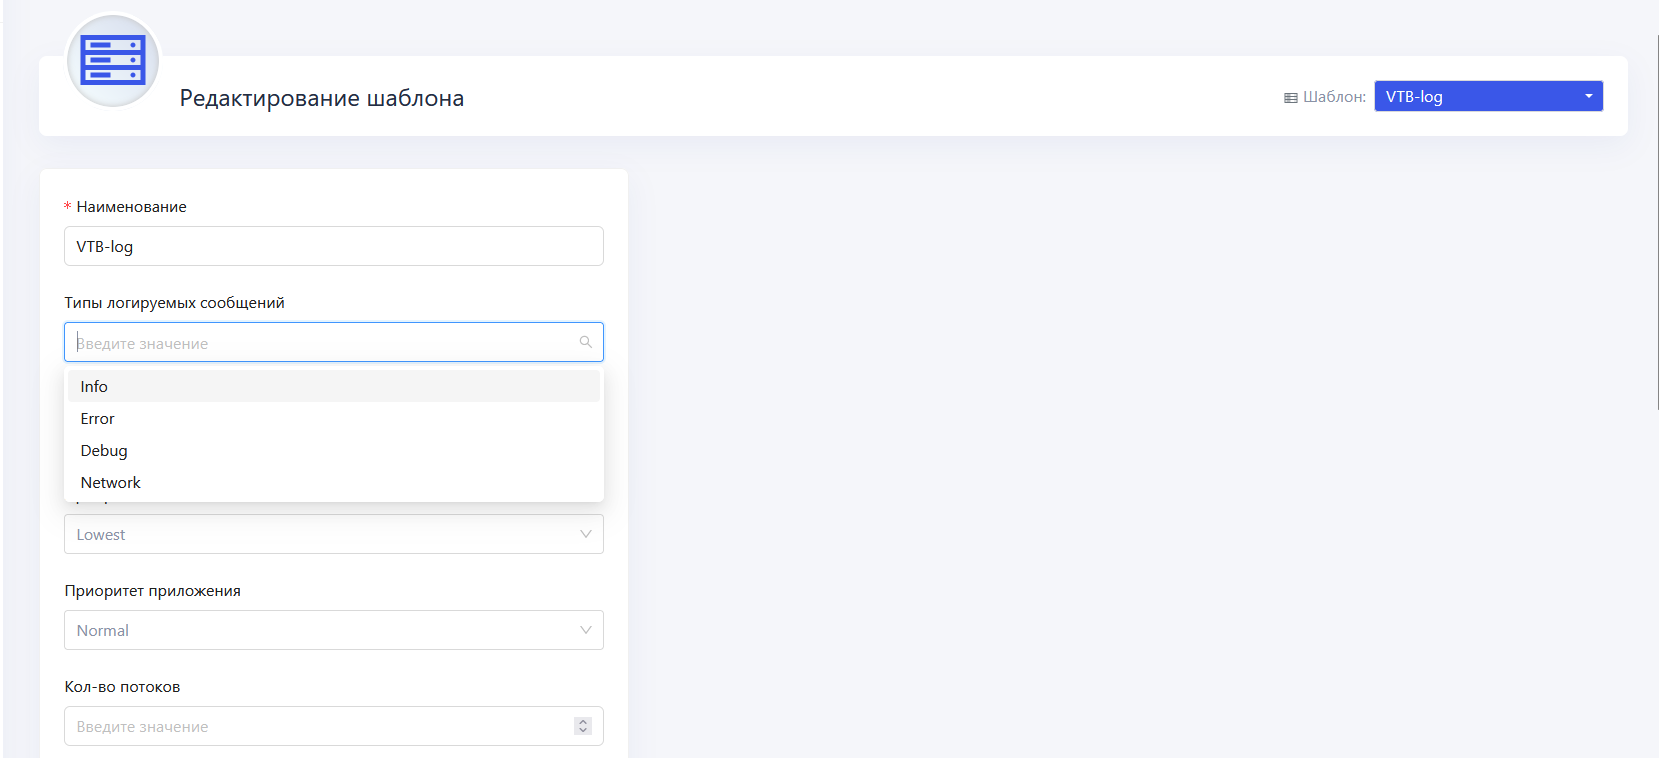 Редактирование шаблона
Шаблон: VTB-log
* Наименование
VTB-log
Типы логируемых сообщений
Введите значение
Info
Error
Debug
Network
Lowest
Приоритет приложения
Normal
Кол-во потоков
Введите значение